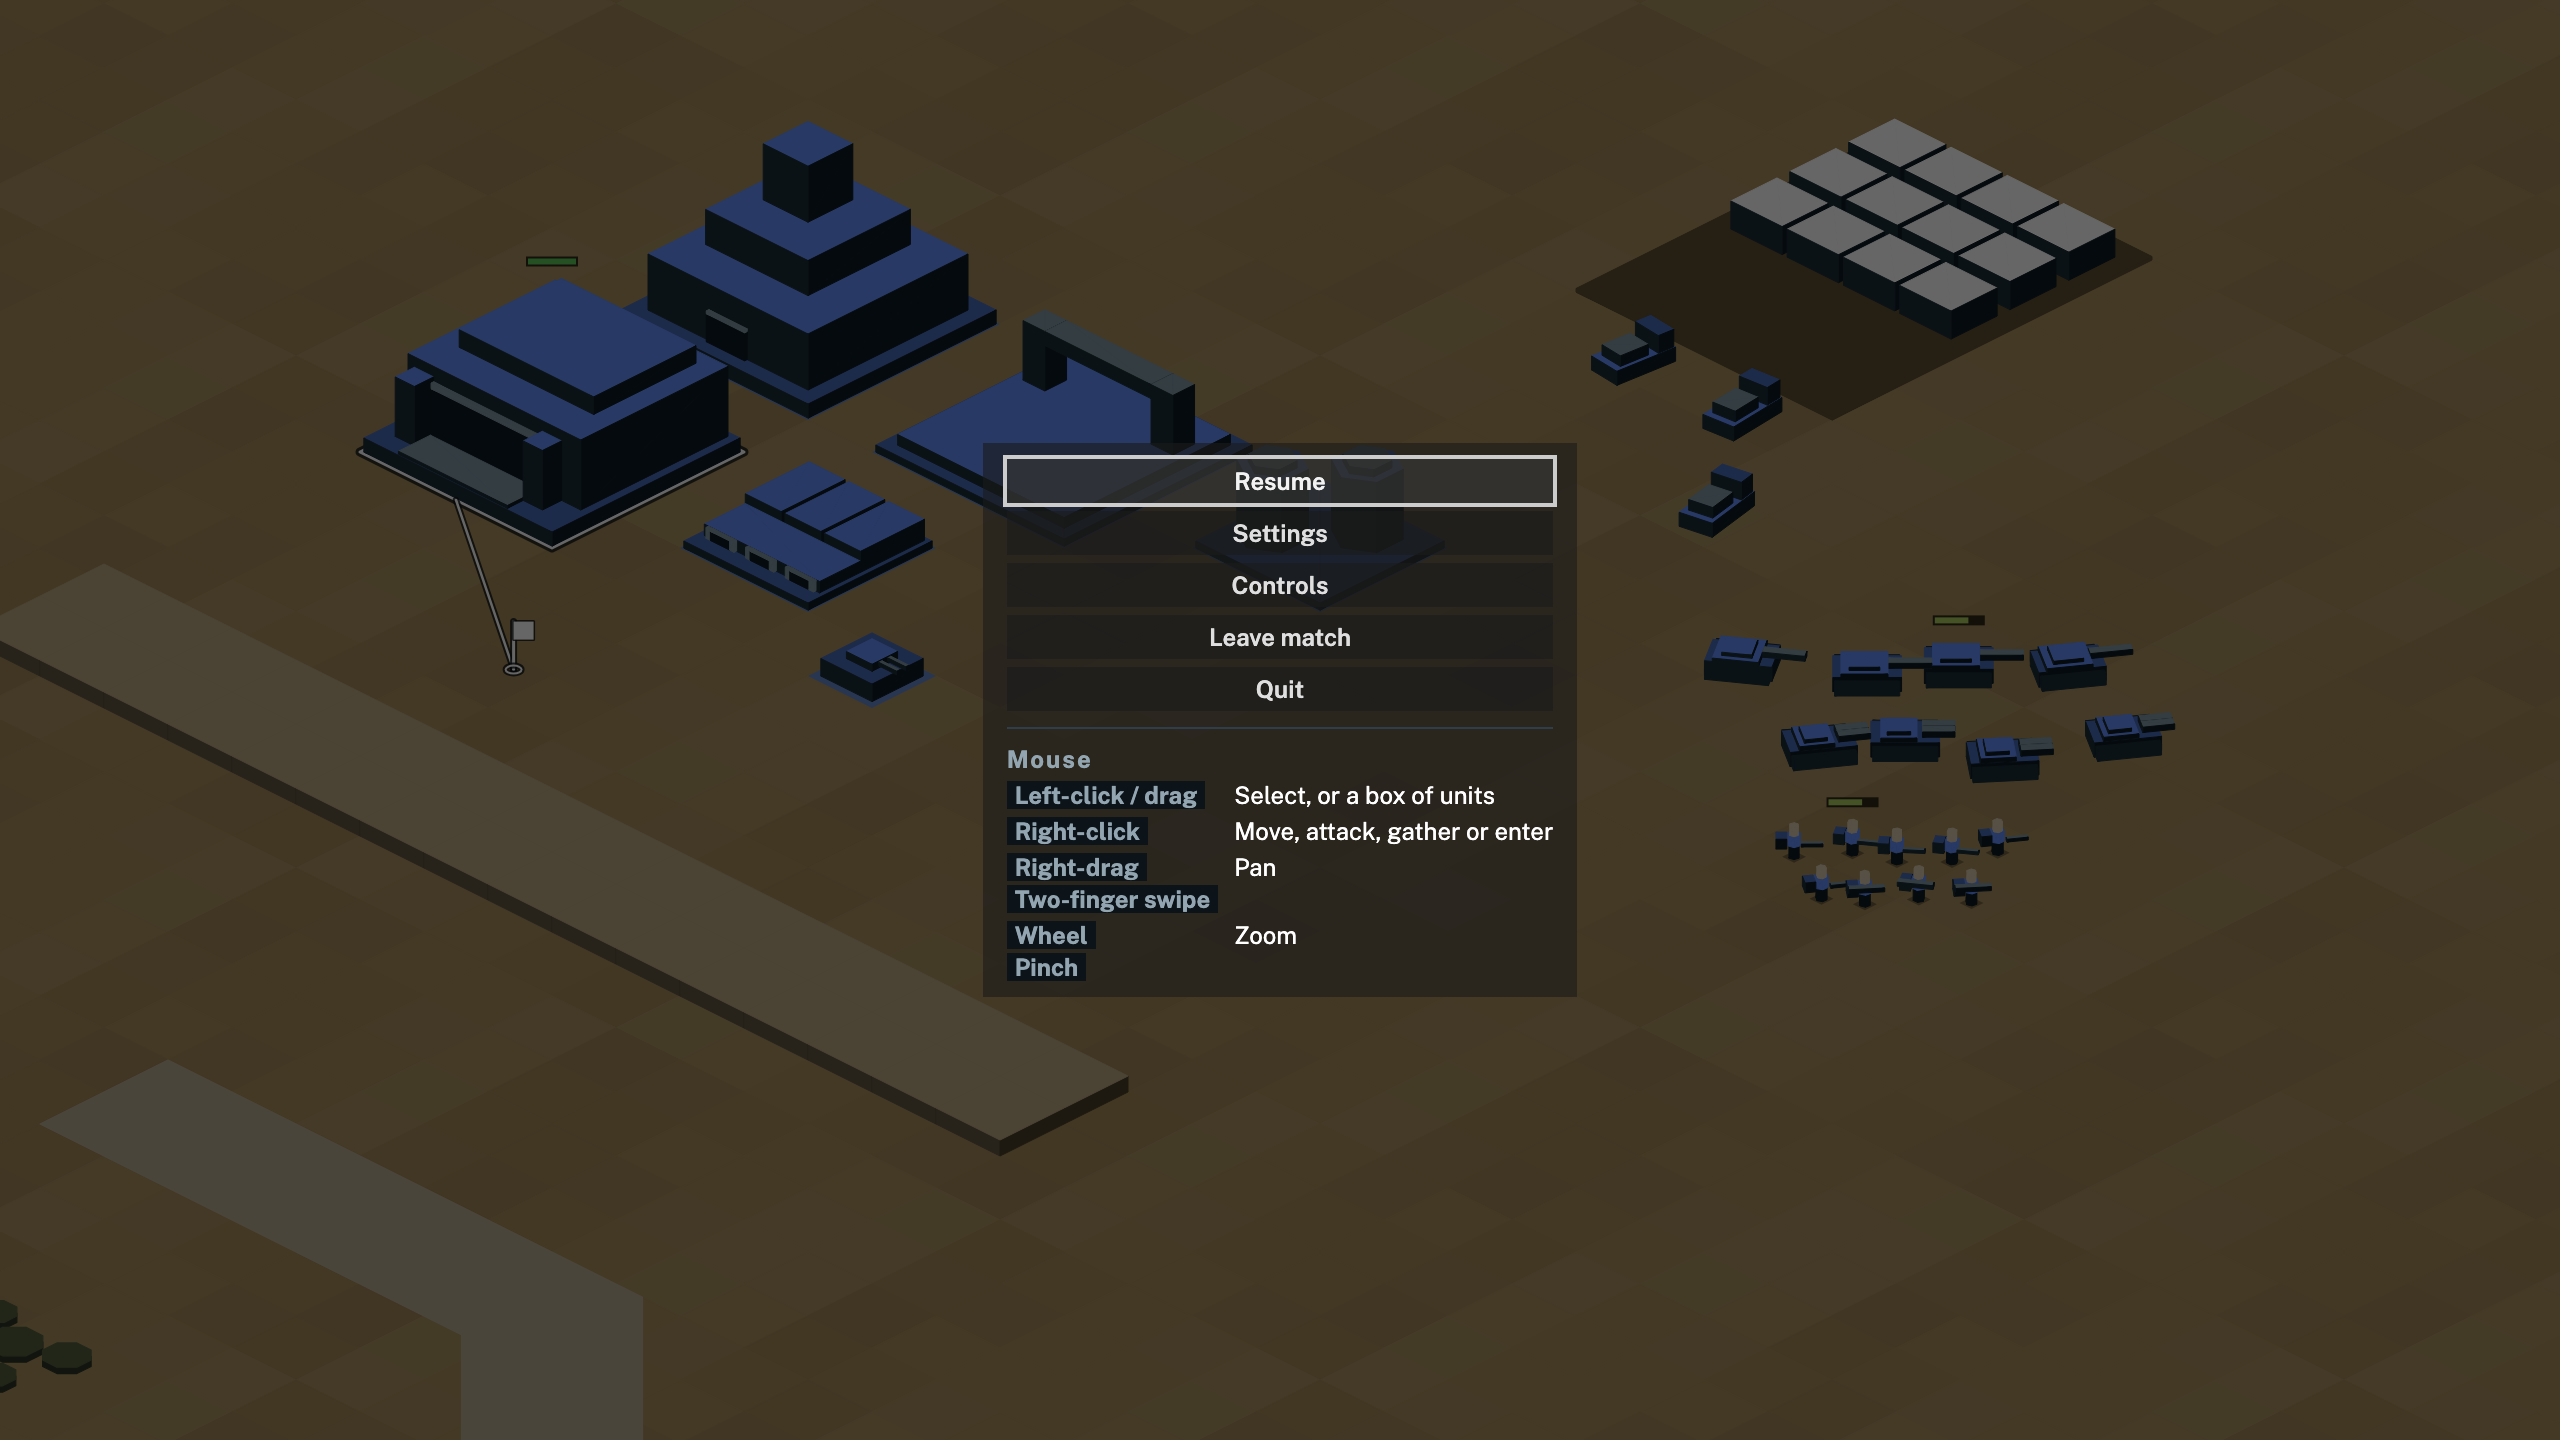 Resume
Settings
Controls
Leave match
Quit
Mouse
Left-click / drag Select, or a box of units
Right-click Move, attack, gather or enter
Right-drag Pan
Two-finger swipe
Wheel Zoom
Pinch